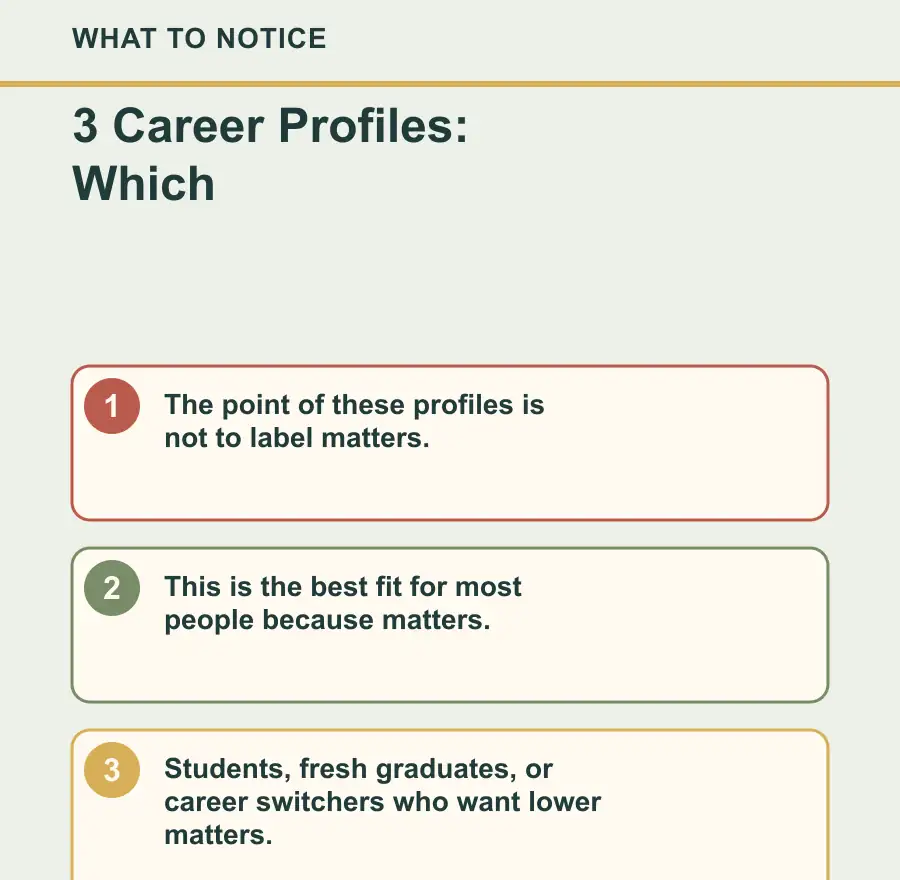 WHAT TO NOTICE
3 Career Profiles:
Which
1
The point of these profiles is
not to label matters.
2
This is the best fit for most
people because matters.
3
Students, fresh graduates, or
career switchers who want lower
matters.